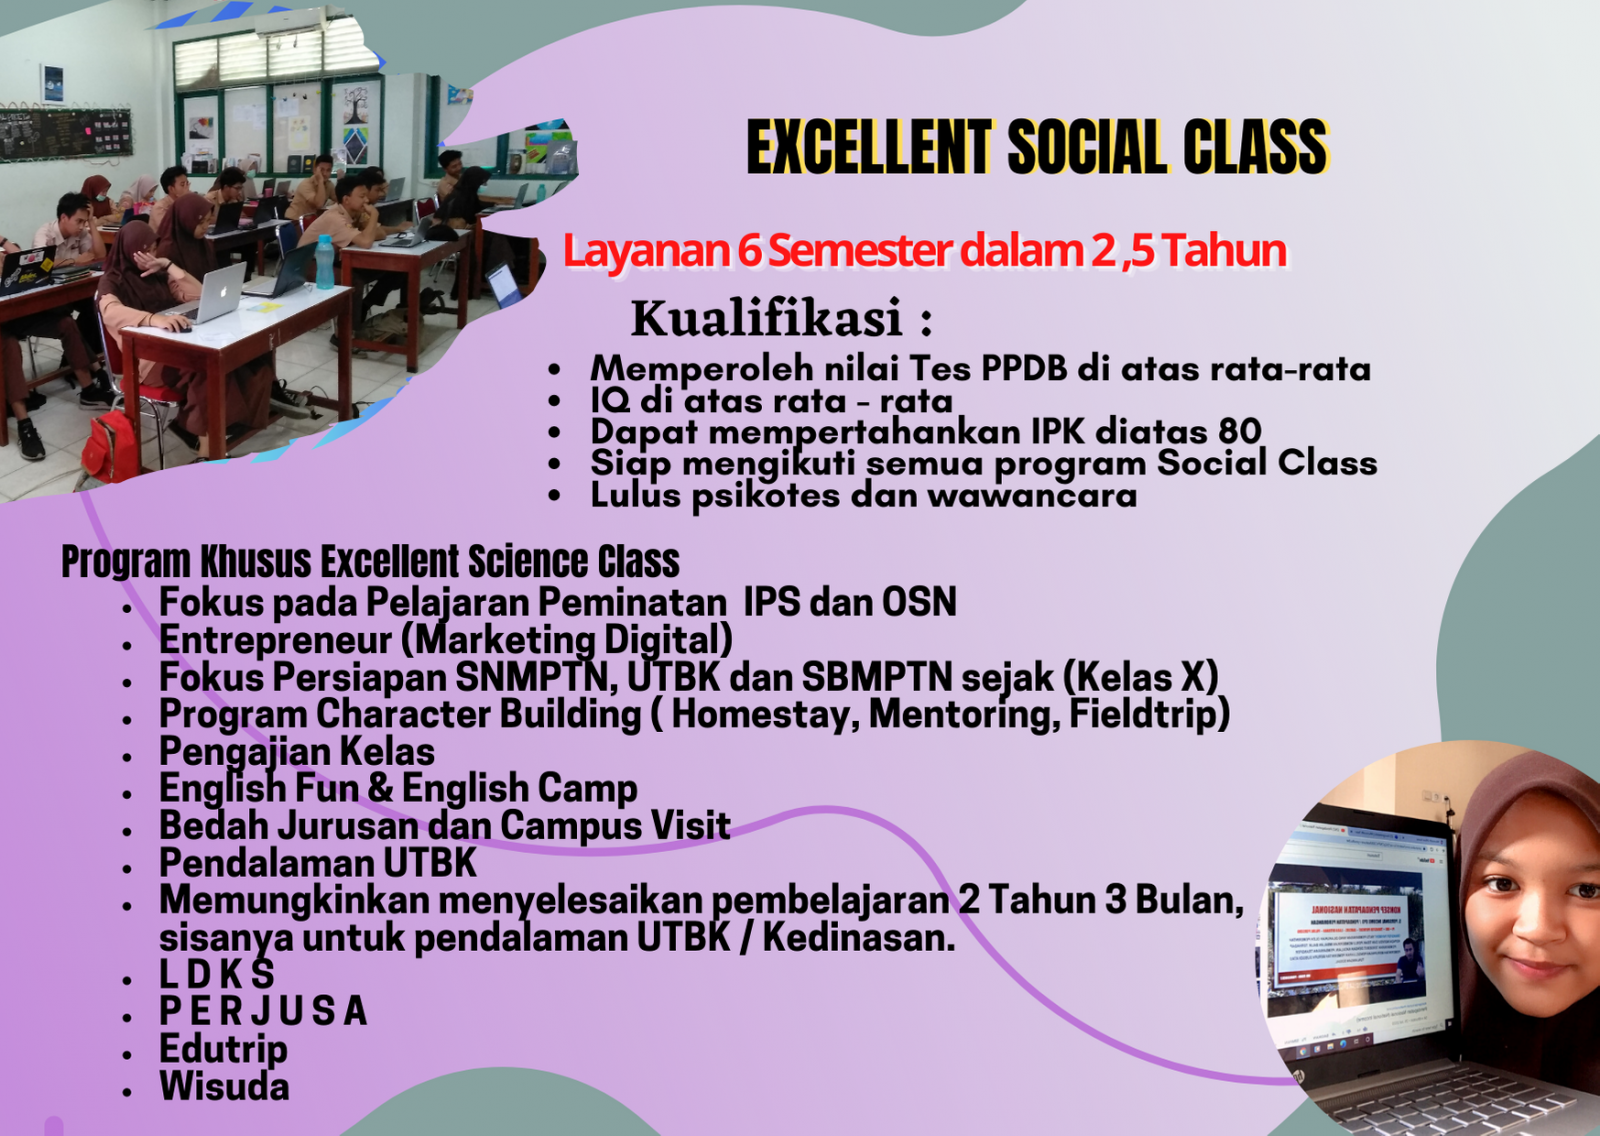 EXCELLENT SOCIAL CLASS
Layanan 6 Semester dalam 2 ,5 Tahun
Kualifikasi :
• Memperoleh nilai Tes PPDB di atas rata-rata
• IQ di atas rata - rata
• Dapat mempertahankan IPK diatas 80
• Siap mengikuti semua program Social Class
• Lulus psikotes dan wawancara
Program Khusus Excellent Science Class
• Fokus pada Pelajaran Peminatan IPS dan OSN
• Entrepreneur (Marketing Digital)
• Fokus Persiapan SNMPTN, UTBK dan SBMPTN sejak (Kelas X)
• Program Character Building ( Homestay, Mentoring, Fieldtrip)
• Pengajian Kelas
• English Fun & English Camp
• Bedah Jurusan dan Campus Visit
• Pendalaman UTBK
• Memungkinkan menyelesaikan pembelajaran 2 Tahun 3 Bulan,
sisanya untuk pendalaman UTBK / Kedinasan.
• L D K S
• P E R J U S A
• Edutrip
• Wisuda
KONSEP PENDAPATAN NASIONAL